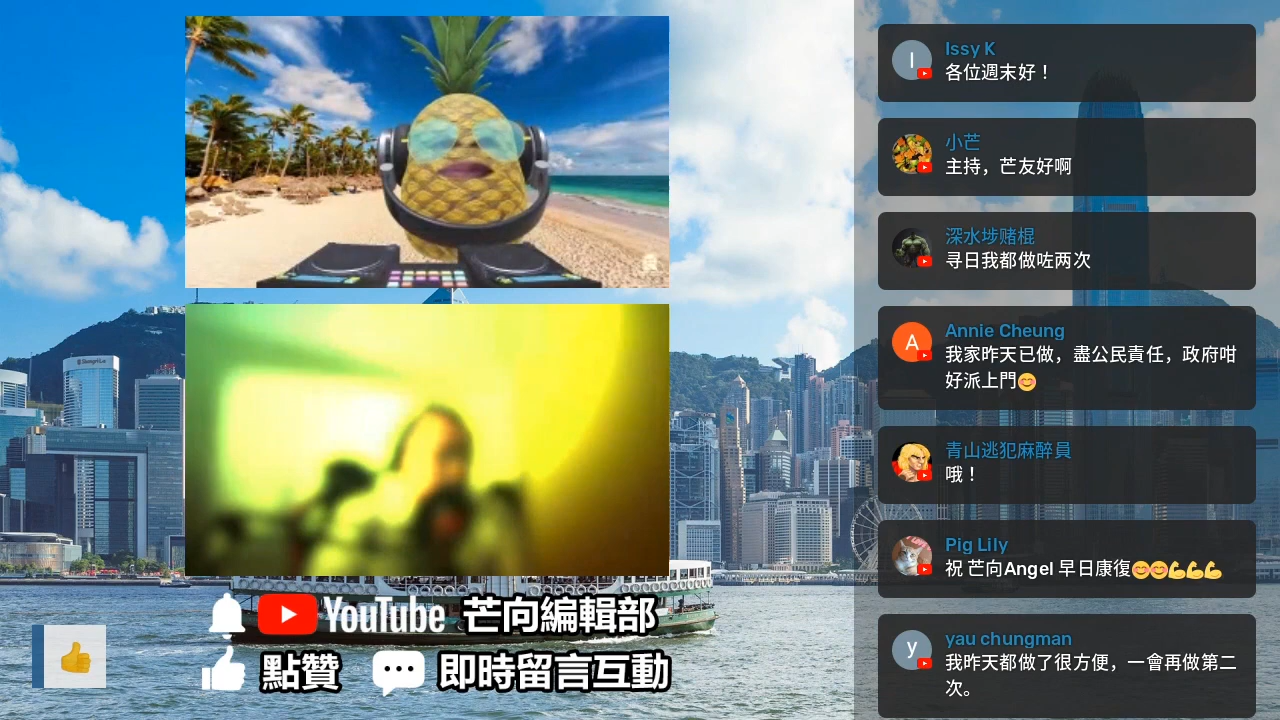 Issy K
各位週末好！
小芒
主持，芒友好啊
深水埗赌棍
寻日我都做咗两次
Annie Cheung
我家昨天已做，盡公民責任，政府咁
好派上門😊
青山逃犯麻醉員
哦！
Pig Lily
祝 芒向Angel 早日康復😊😊💪💪💪
yau chungman
我昨天都做了很方便，一會再做第二
次。
YouTube 芒向編輯部
點贊 即時留言互動